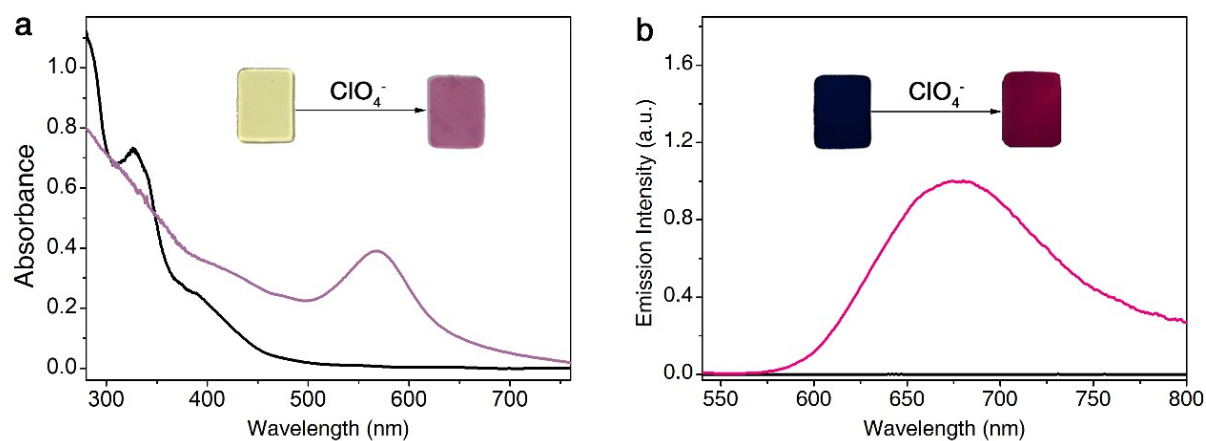 a
ClO4-
Absorbance
1.0
0.8
0.6
0.4
0.2
0.0
300 400 500 600 700
Wavelength (nm)
b
ClO4-
Emission Intensity (a.u.)
1.6
1.2
0.8
0.4
0.0
550 600 650 700 750 800
Wavelength (nm)